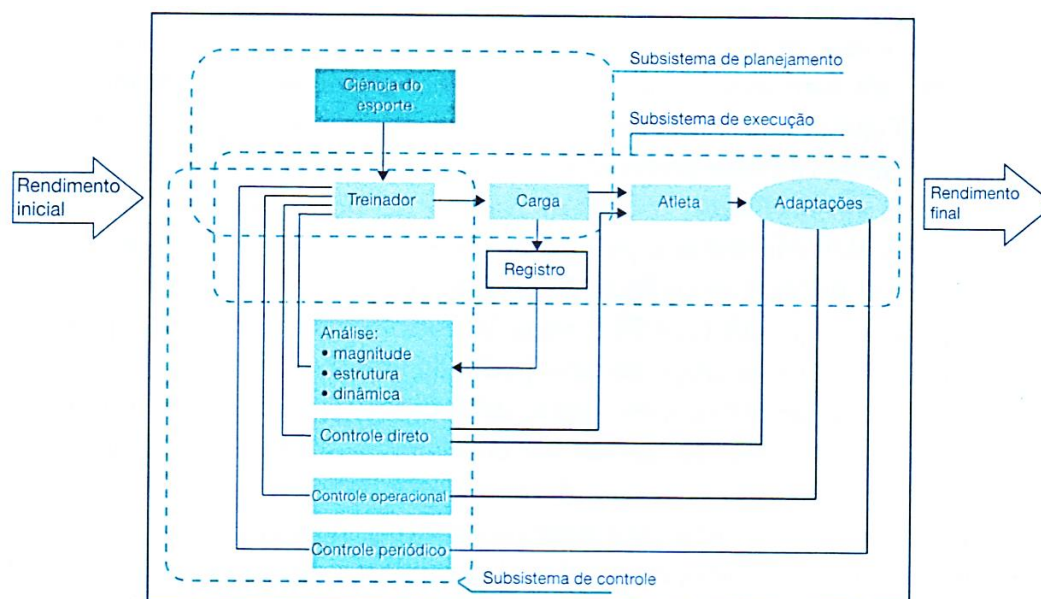 Subsistema de planejamento
Ciência do
esporte
Subsistema de execução
Rendimento
inicial
Treinador
Carga
Atleta
Adaptações
Rendimento
final
Registro
Análise:
• magnitude
• estrutura
• dinâmica
Controle direto
Controle operacional
Controle periódico
Subsistema de controle